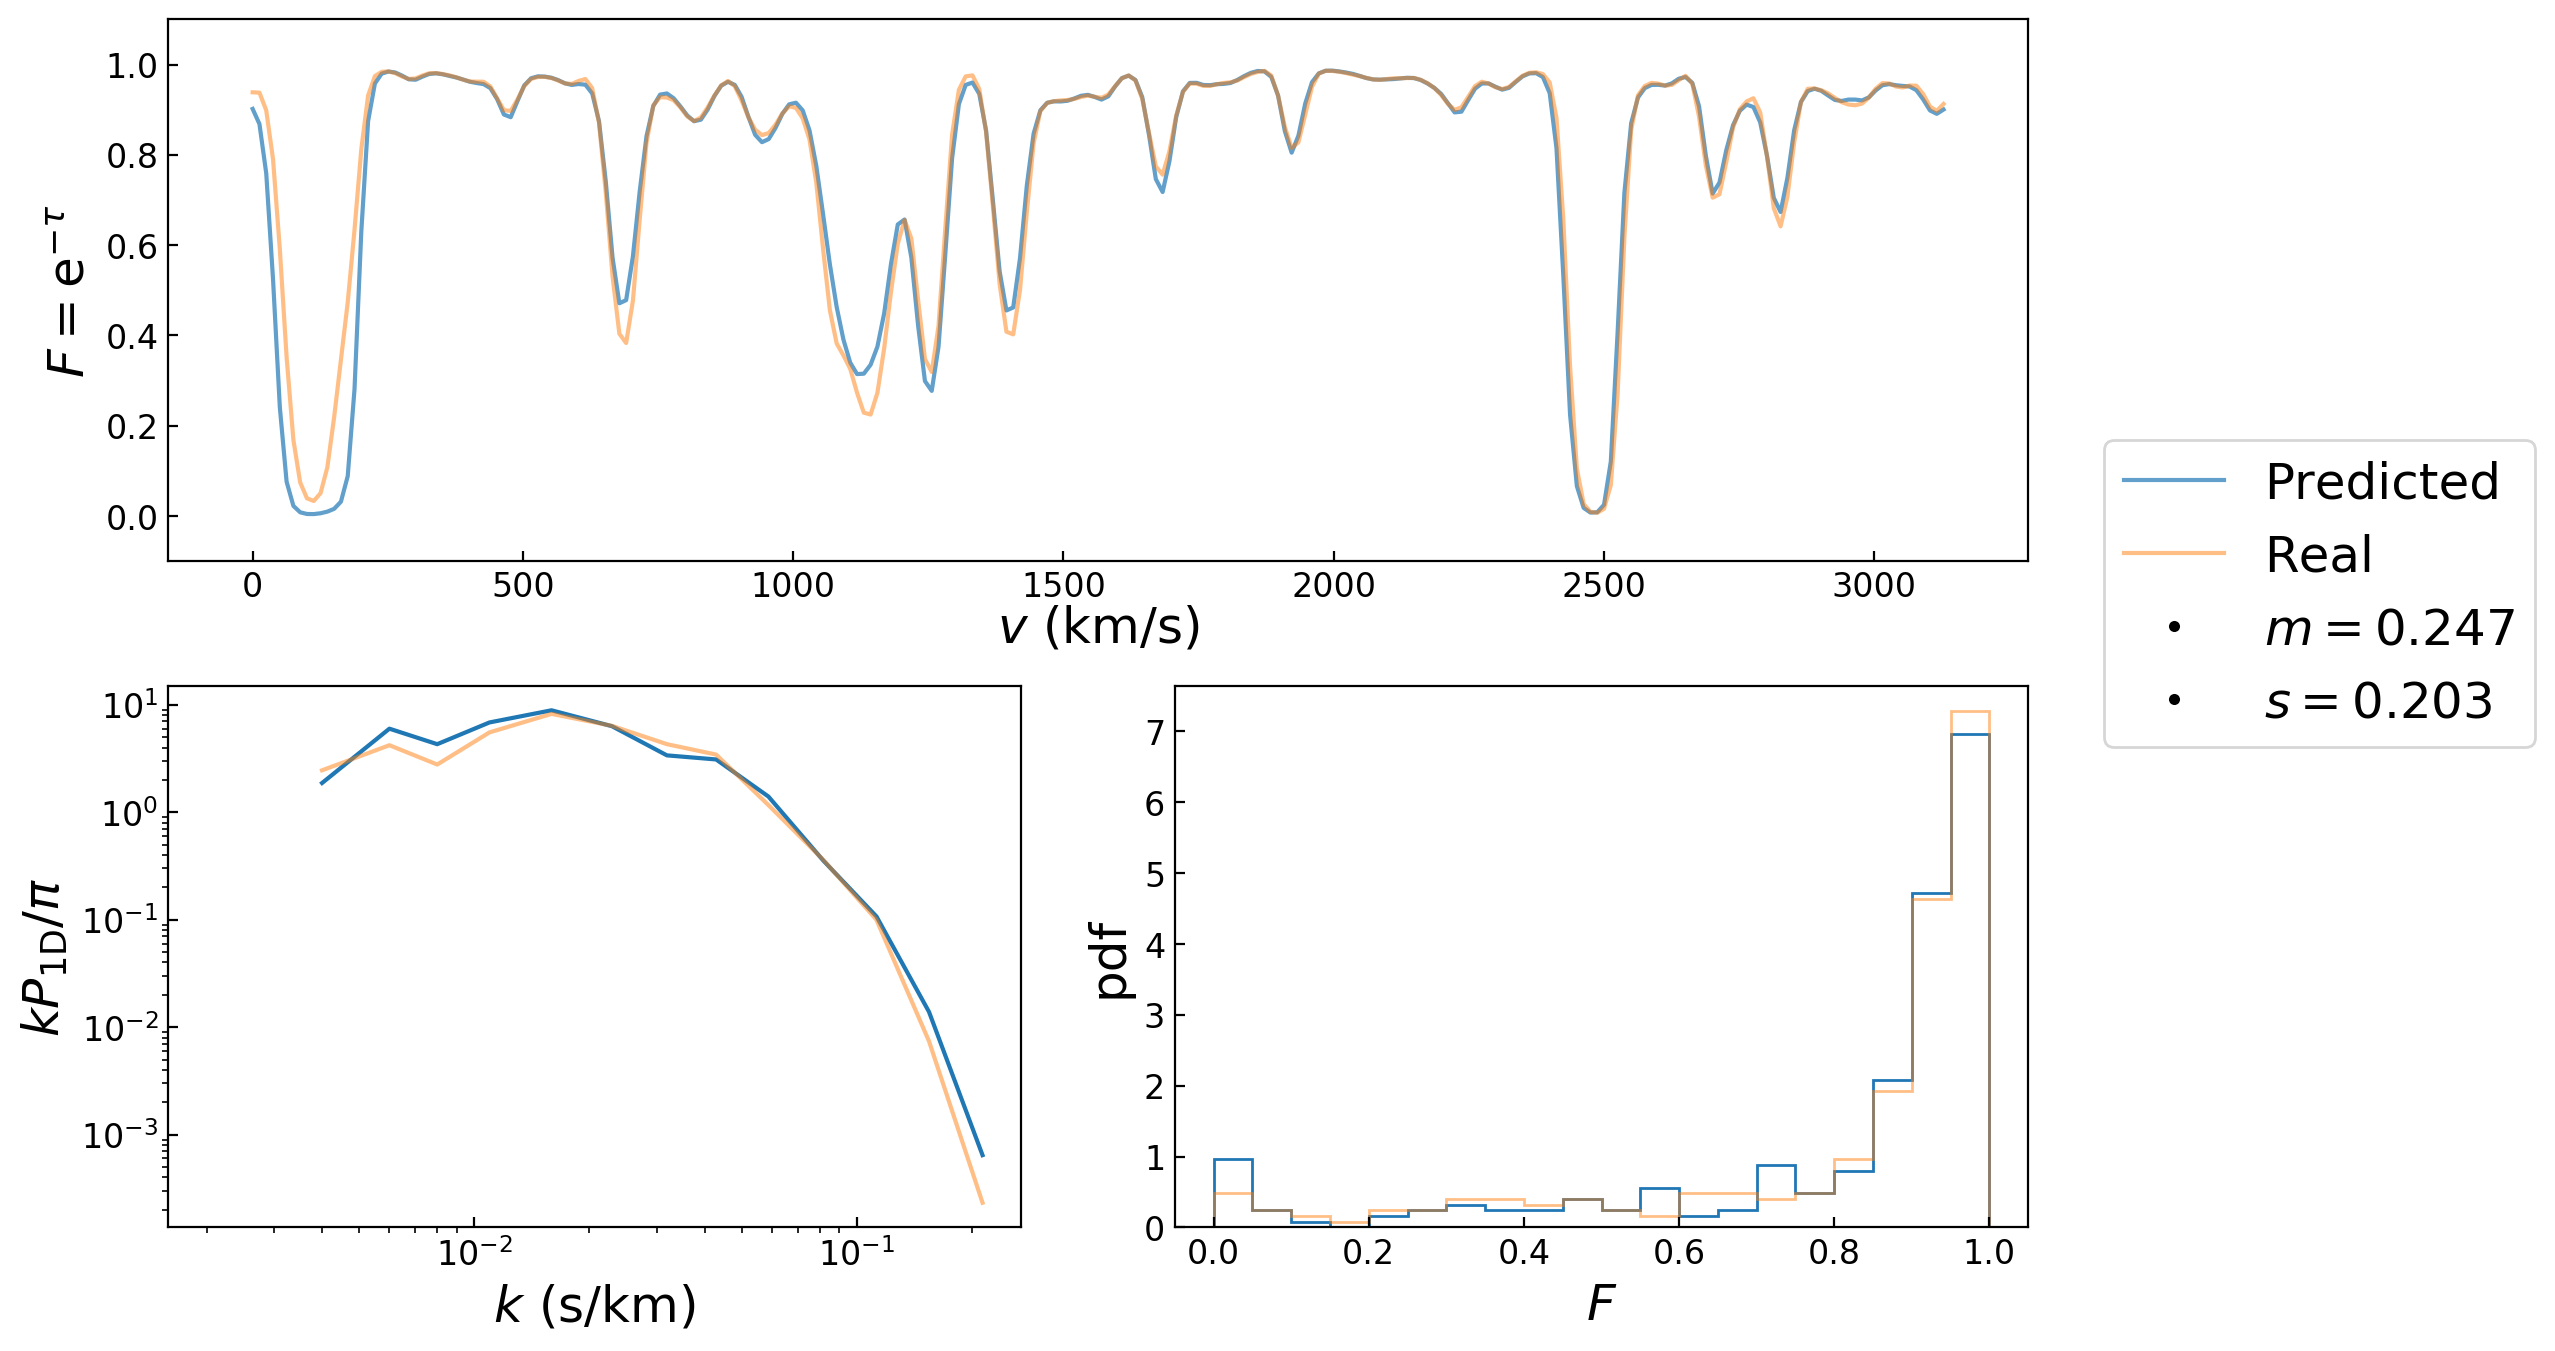 1.0
0.8
0.6
0.4
0.2
0.0
F = e^{−τ}
0 500 1000 1500 2000 2500 3000
v (km/s)
Predicted
Real
m = 0.247
s = 0.203
10^1
10^0
10^{−1}
10^{−2}
10^{−3}
kP_{1D}/π
10^{−2} 10^{−1}
k (s/km)
7
6
5
4
3
2
1
0
pdf
0.0 0.2 0.4 0.6 0.8 1.0
F